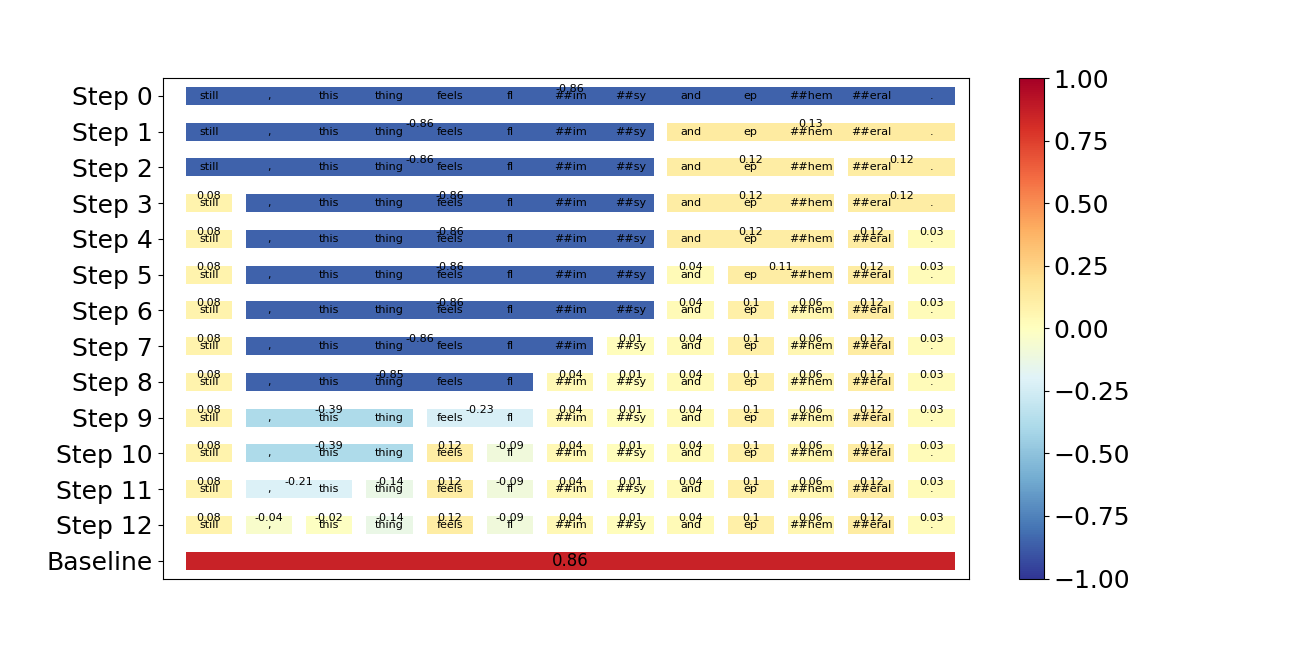 -0.86
Step 0 still , this thing feels fl ##im ##sy and ep ##hem ##eral .
-0.86 0.13
Step 1 still , this thing feels fl ##im ##sy and ep ##hem ##eral .
-0.86 0.12 0.12
Step 2 still , this thing feels fl ##im ##sy and ep ##hem ##eral .
0.08 -0.86 0.12 0.12
Step 3 still , this thing feels fl ##im ##sy and ep ##hem ##eral .
0.08 -0.86 0.12 0.12 0.03
Step 4 still , this thing feels fl ##im ##sy and ep ##hem ##eral .
0.08 -0.86 0.04 0.11 0.12 0.03
Step 5 still , this thing feels fl ##im ##sy and ep ##hem ##eral .
0.08 -0.86 0.04 0.1 0.06 0.12 0.03
Step 6 still , this thing feels fl ##im ##sy and ep ##hem ##eral .
0.08 -0.86 0.01 0.04 0.1 0.06 0.12 0.03
Step 7 still , this thing feels fl ##im ##sy and ep ##hem ##eral .
0.08 -0.85 0.04 0.01 0.04 0.1 0.06 0.12 0.03
Step 8 still , this thing feels fl ##im ##sy and ep ##hem ##eral .
0.08 -0.39 -0.23 0.04 0.01 0.04 0.1 0.06 0.12 0.03
Step 9 still , this thing feels fl ##im ##sy and ep ##hem ##eral .
0.08 -0.39 0.12 -0.09 0.04 0.01 0.04 0.1 0.06 0.12 0.03
Step 10 still , this thing feels fl ##im ##sy and ep ##hem ##eral .
0.08 -0.21 -0.14 0.12 -0.09 0.04 0.01 0.04 0.1 0.06 0.12 0.03
Step 11 still , this thing feels fl ##im ##sy and ep ##hem ##eral .
0.08 -0.04 -0.02 -0.14 0.12 -0.09 0.04 0.01 0.04 0.1 0.06 0.12 0.03
Step 12 still , this thing feels fl ##im ##sy and ep ##hem ##eral .
Baseline 0.86
1.00
0.75
0.50
0.25
0.00
−0.25
−0.50
−0.75
−1.00